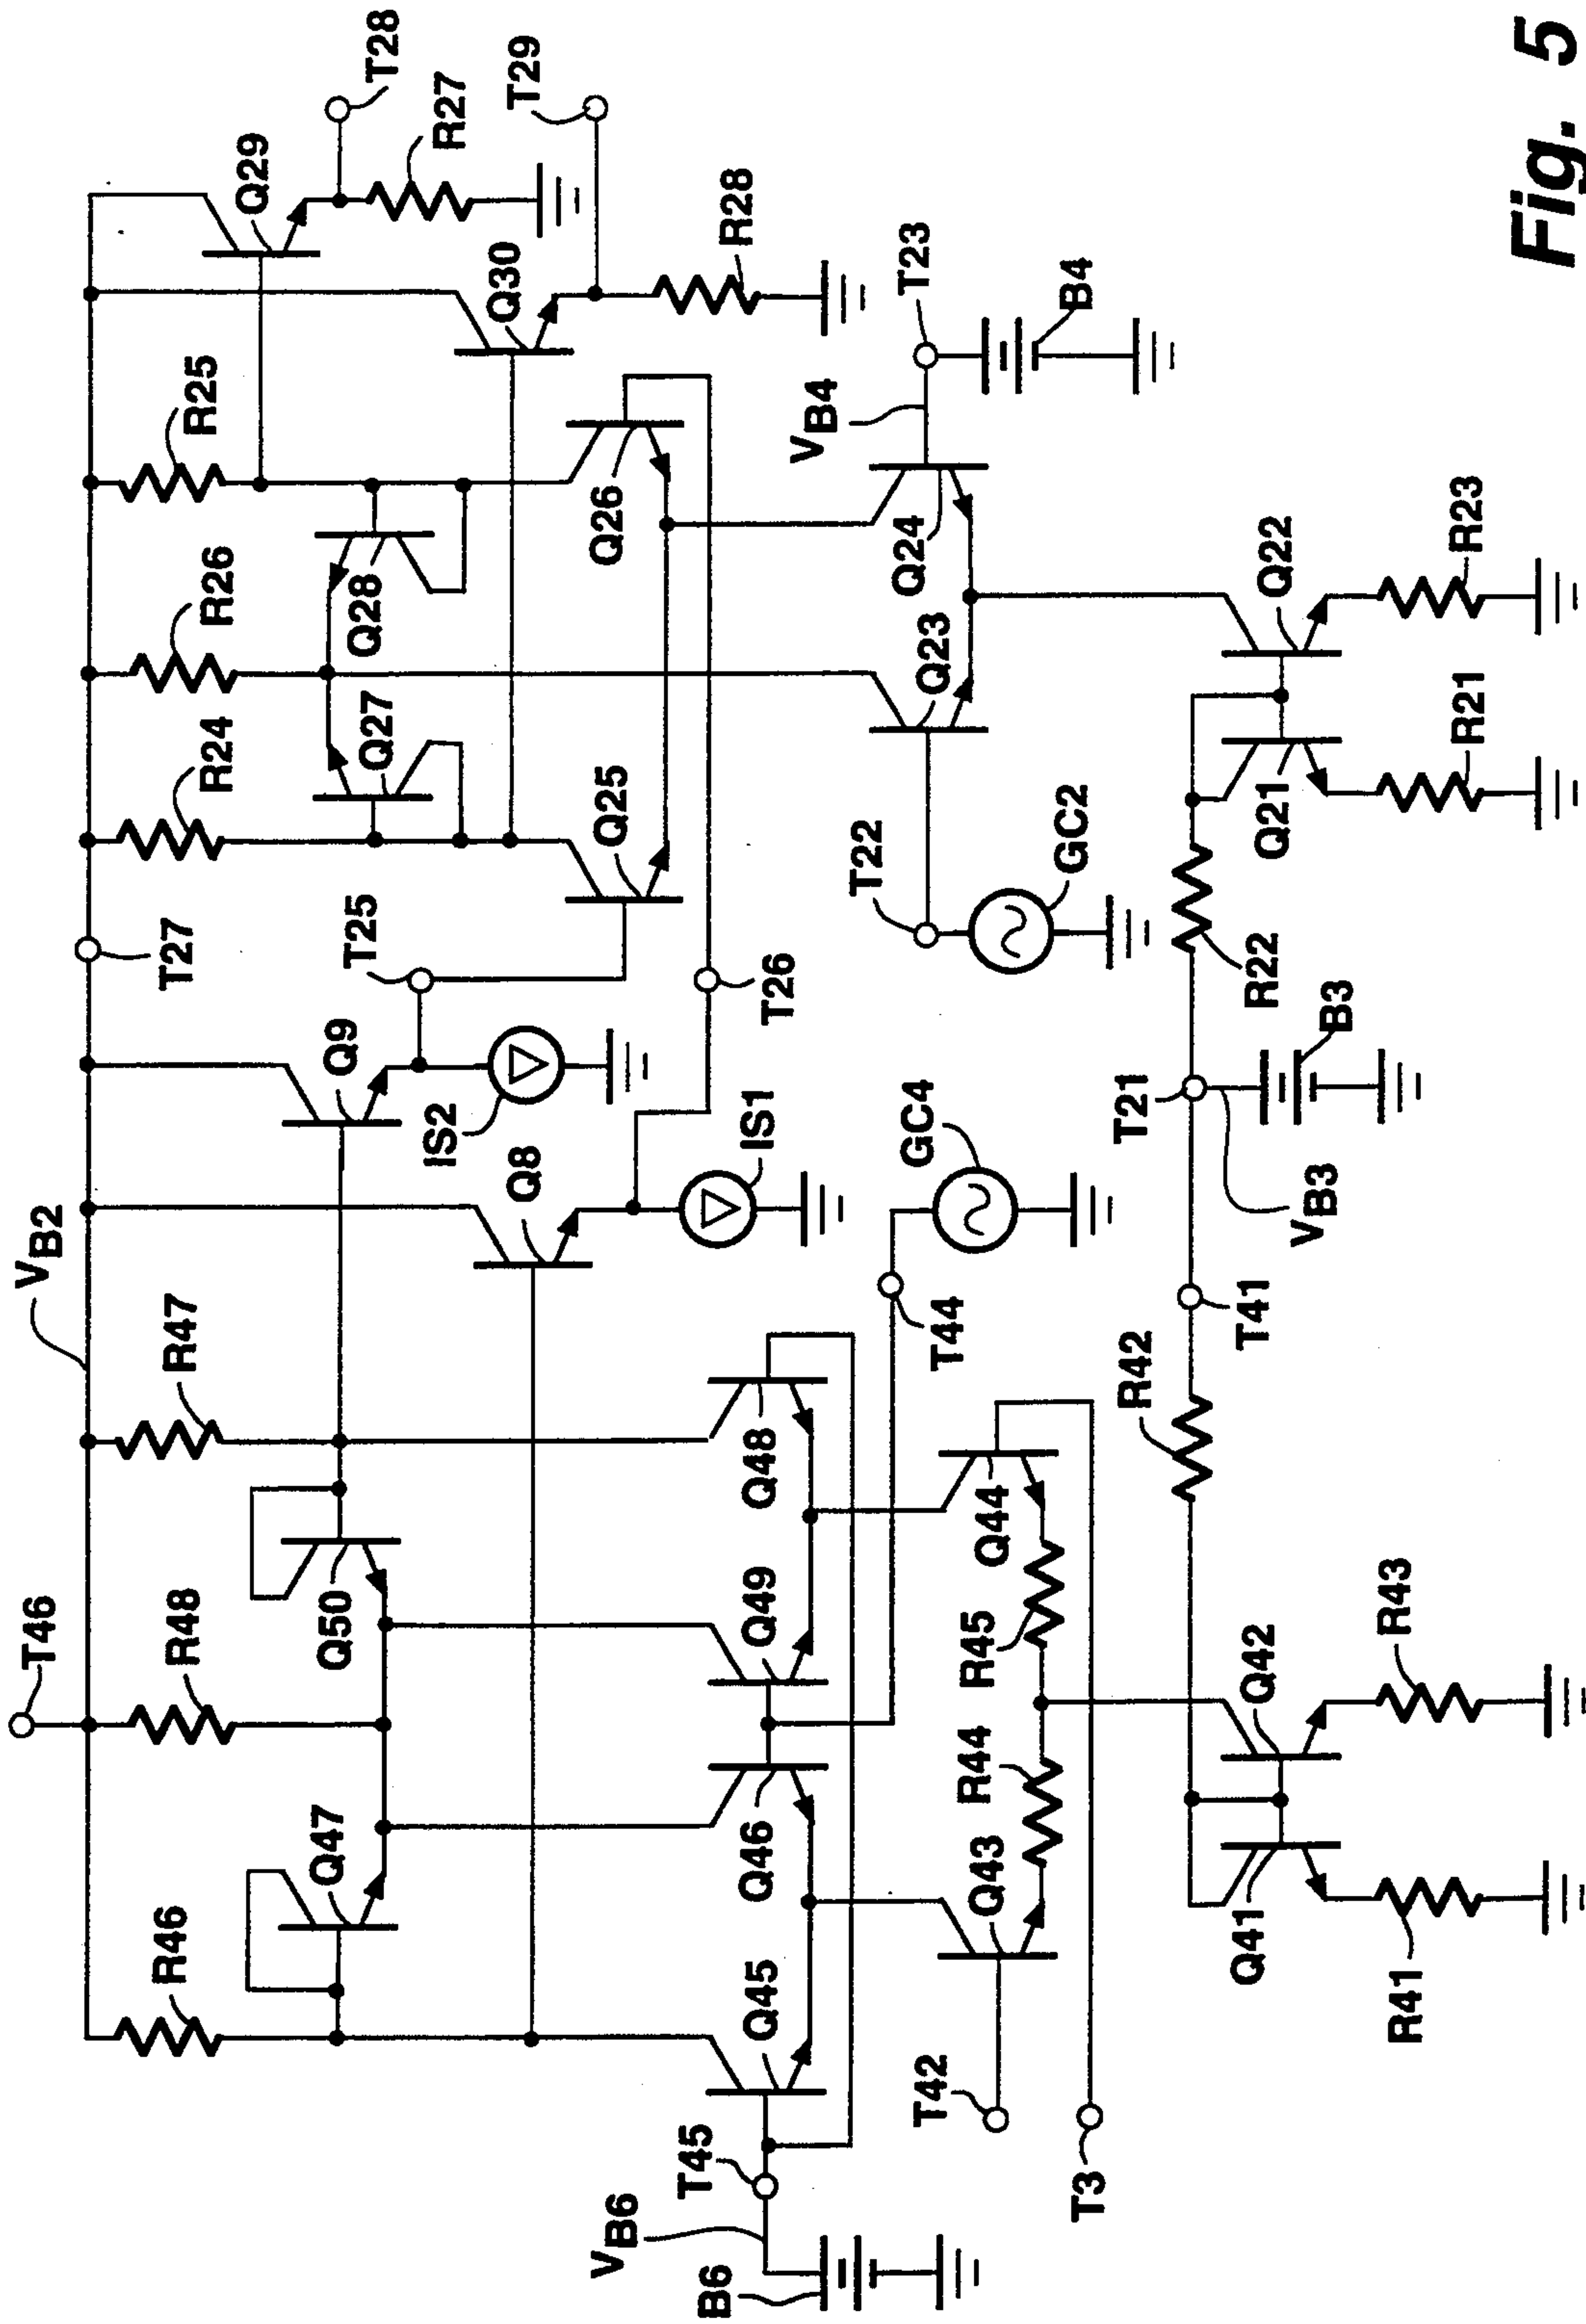 T46
VB2
R46
R48
R47
T27
R24
R26
R25
Q29
T28
R27
Q47
Q50
Q9
T25
IS2
Q27
Q28
Q30
T29
R28
Q8
IS1
T26
Q25
Q26
VB6
B6
T45
Q45
Q46
Q49
Q48
T44
GC4
T22
GC2
Q23
Q24
VB4
T23
B4
T42
T3
Q43
R44
R45
Q44
R42
T41
T21
VB3
B3
R22
Q41
Q42
R41
R43
Q21
Q22
R21
R23
Fig. 5